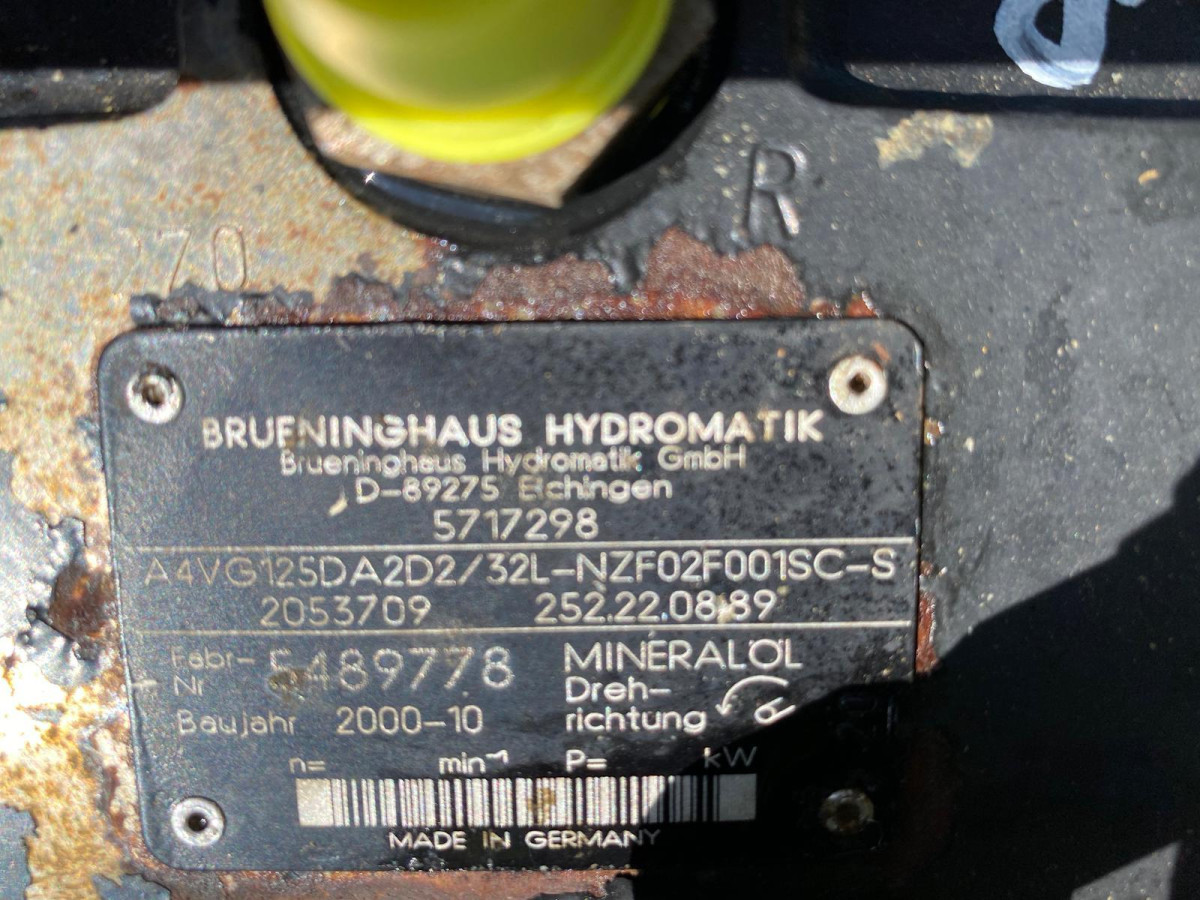 R
270
BRUENINGHAUS HYDROMATIK
Brueninghaus Hydromatik GmbH
D-89275 Elchingen
5717298
A4VG125DA2D2/32L-NZF02F001SC-S
2053709 252.22.08.89
Fabr-Nr 5489778 MINERALÖL
Baujahr 2000-10 Dreh-richtung
n= min⁻¹ P= kW
MADE IN GERMANY